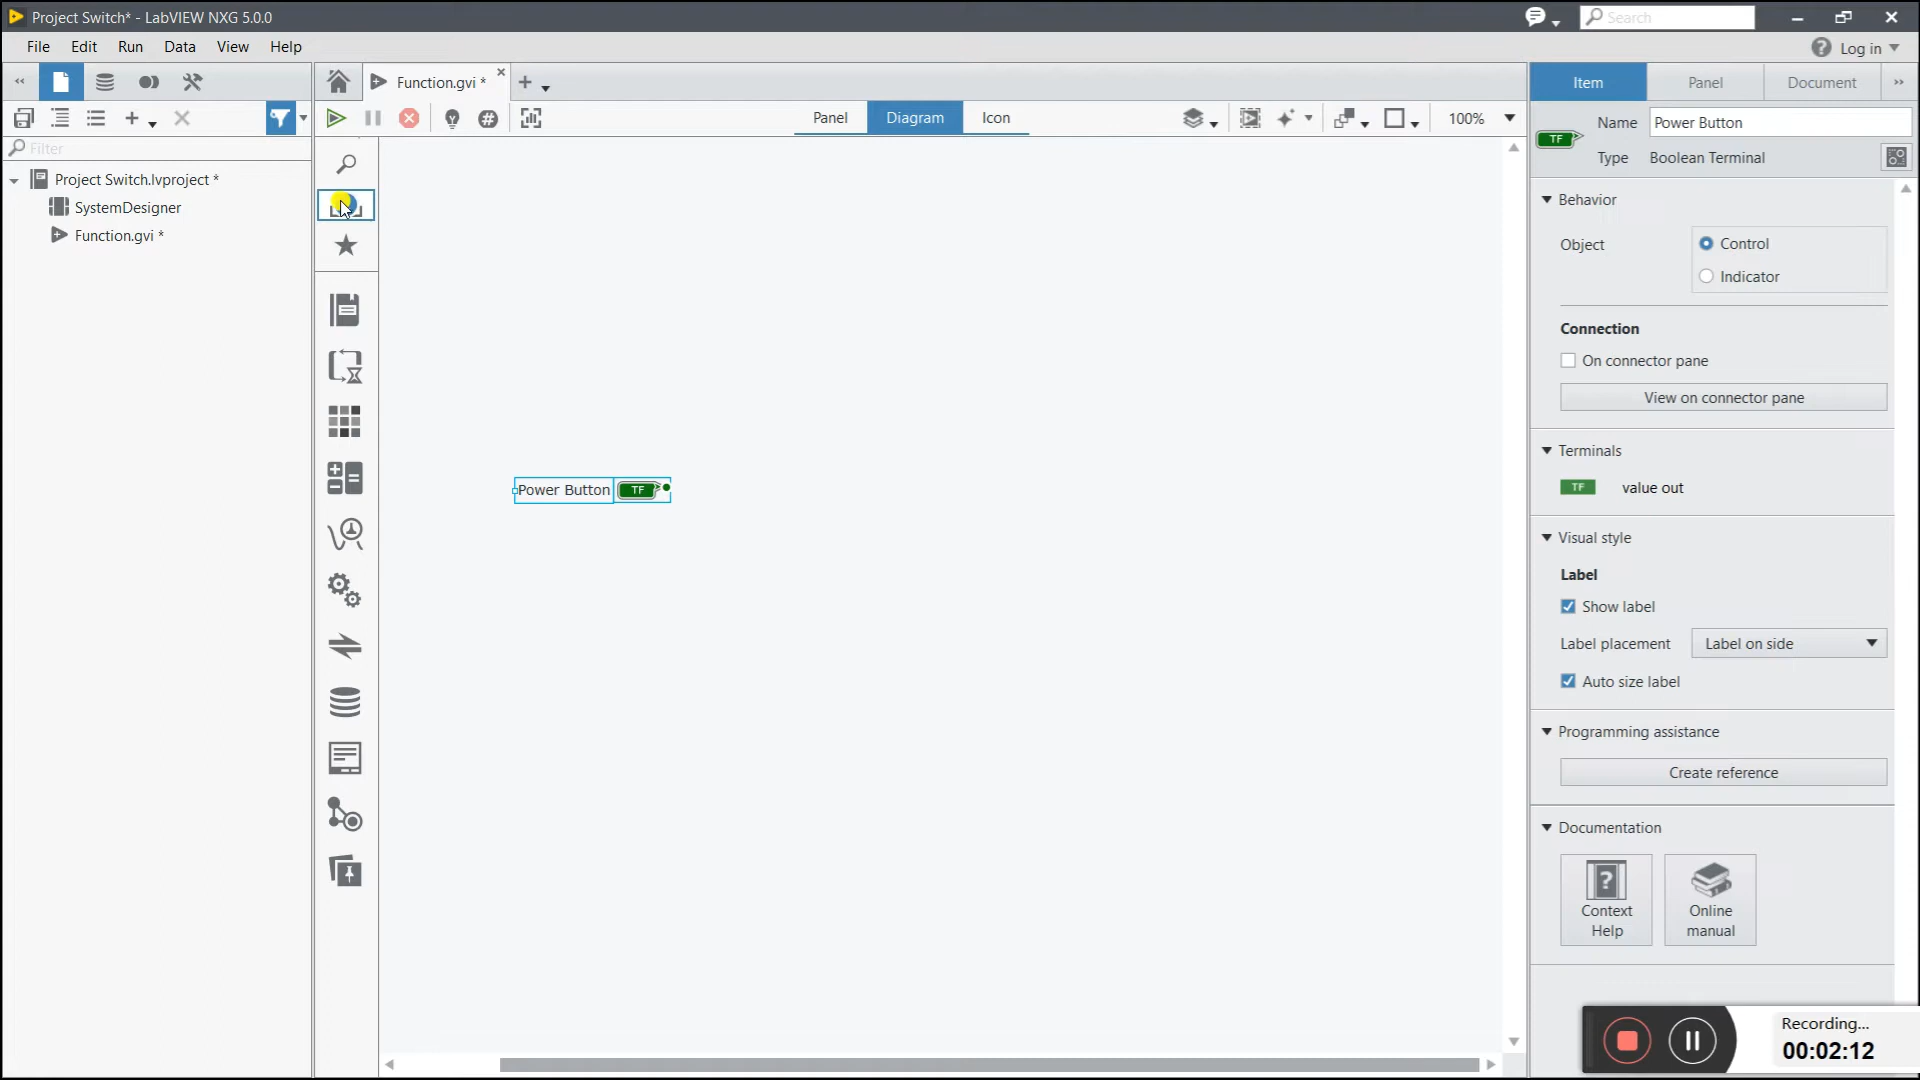 Project Switch* - LabVIEW NXG 5.0.0
Search
File Edit Run Data View Help
Log in
Function.gvi *
Item Panel Document
Panel Diagram Icon
100%
Name Power Button
Filter
TF
Type Boolean Terminal
Project Switch.lvproject *
SystemDesigner
Function.gvi *
Behavior
Object
Control
Indicator
Connection
On connector pane
View on connector pane
Terminals
TF value out
Power Button TF
Visual style
Label
Show label
Label placement Label on side
Auto size label
Programming assistance
Create reference
Documentation
Context
Help
Online
manual
Recording...
00:02:12